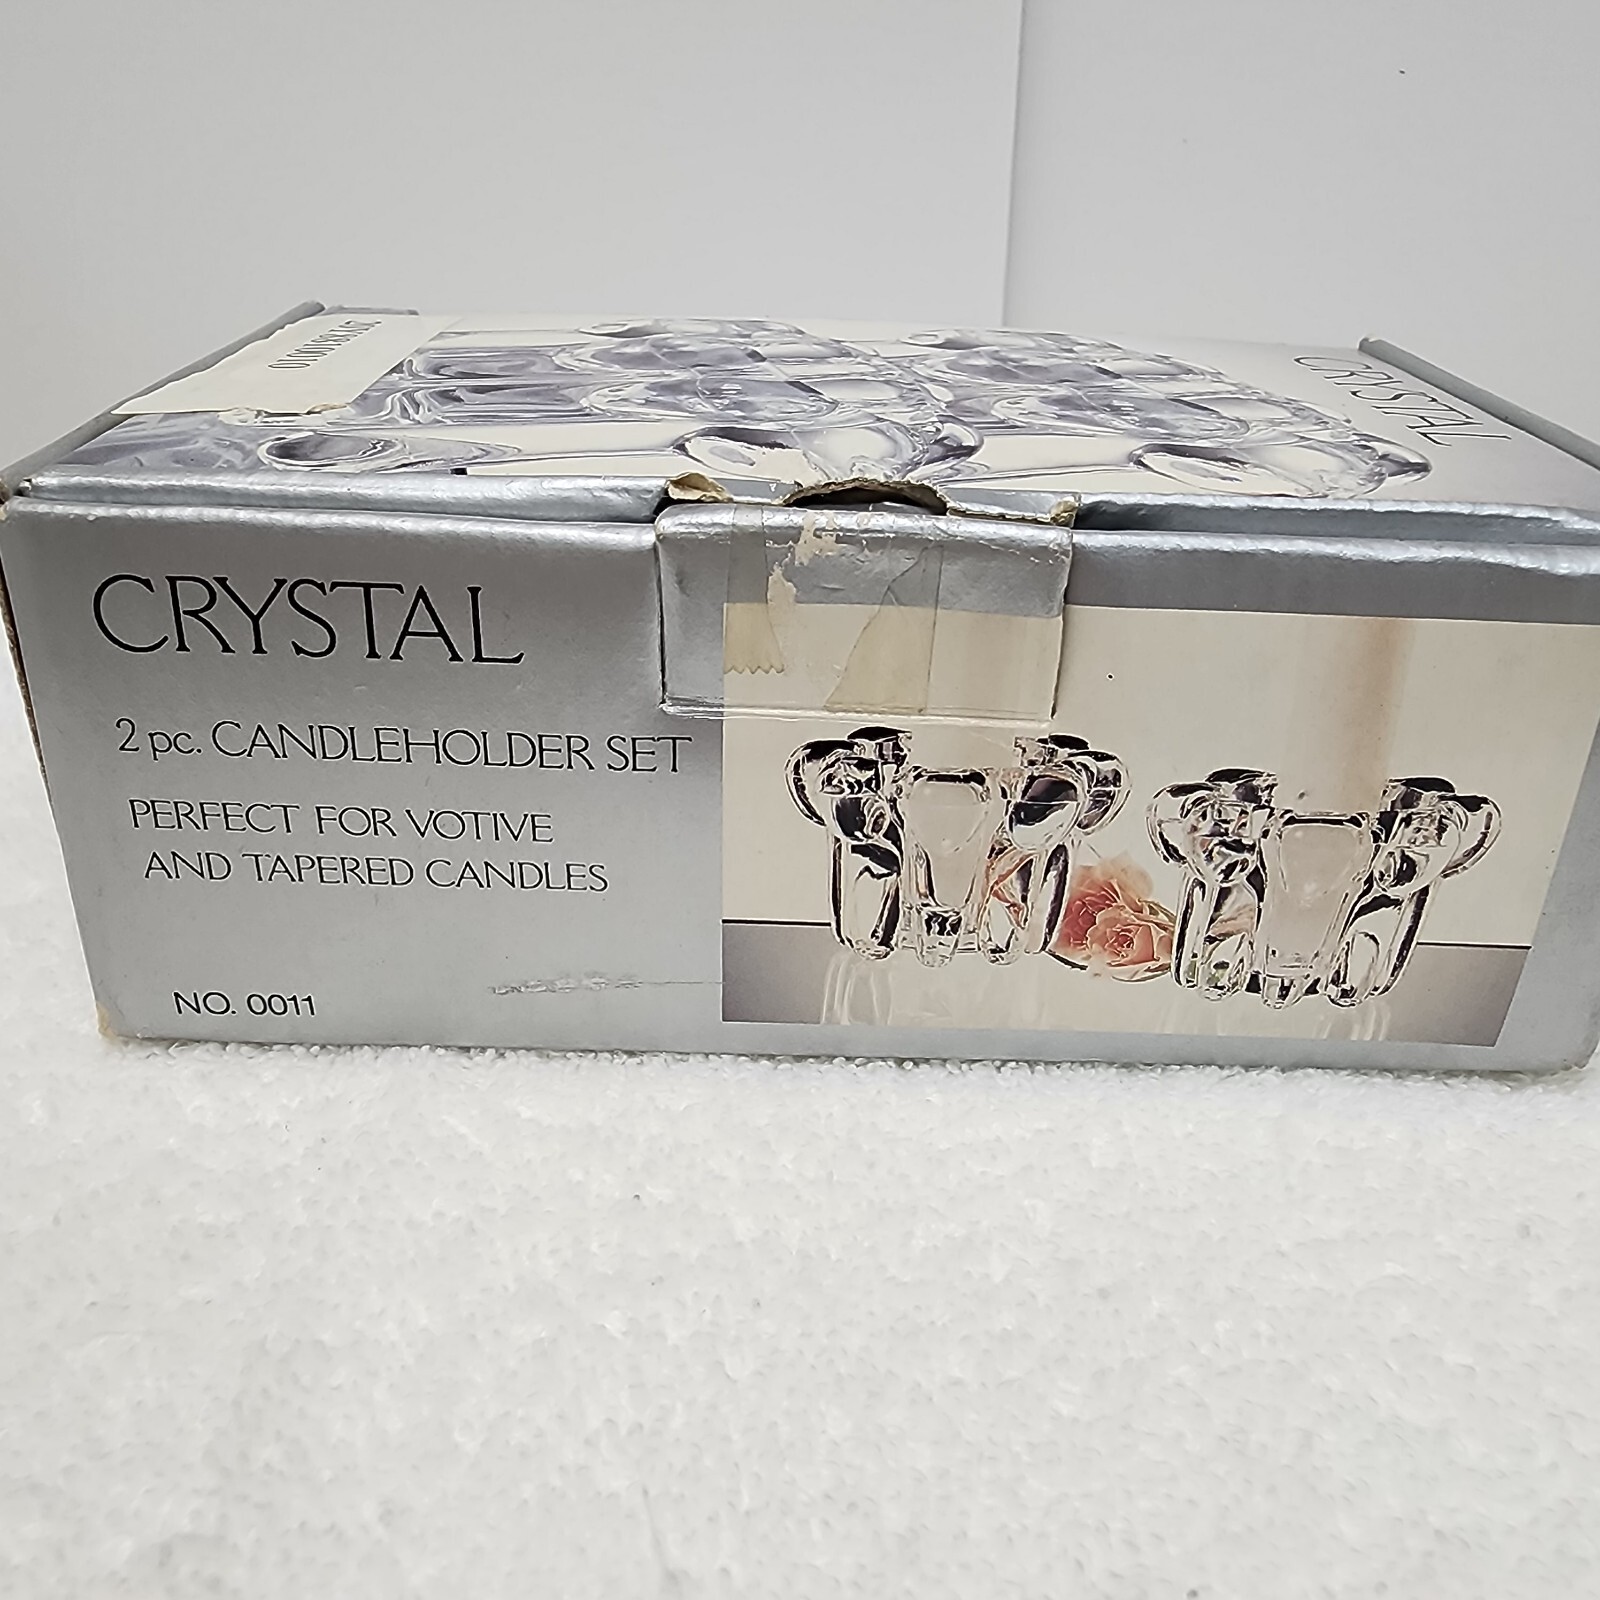 CRYSTAL
CRYSTAL
2 pc. CANDLEHOLDER SET
PERFECT FOR VOTIVE
AND TAPERED CANDLES
NO. 0011